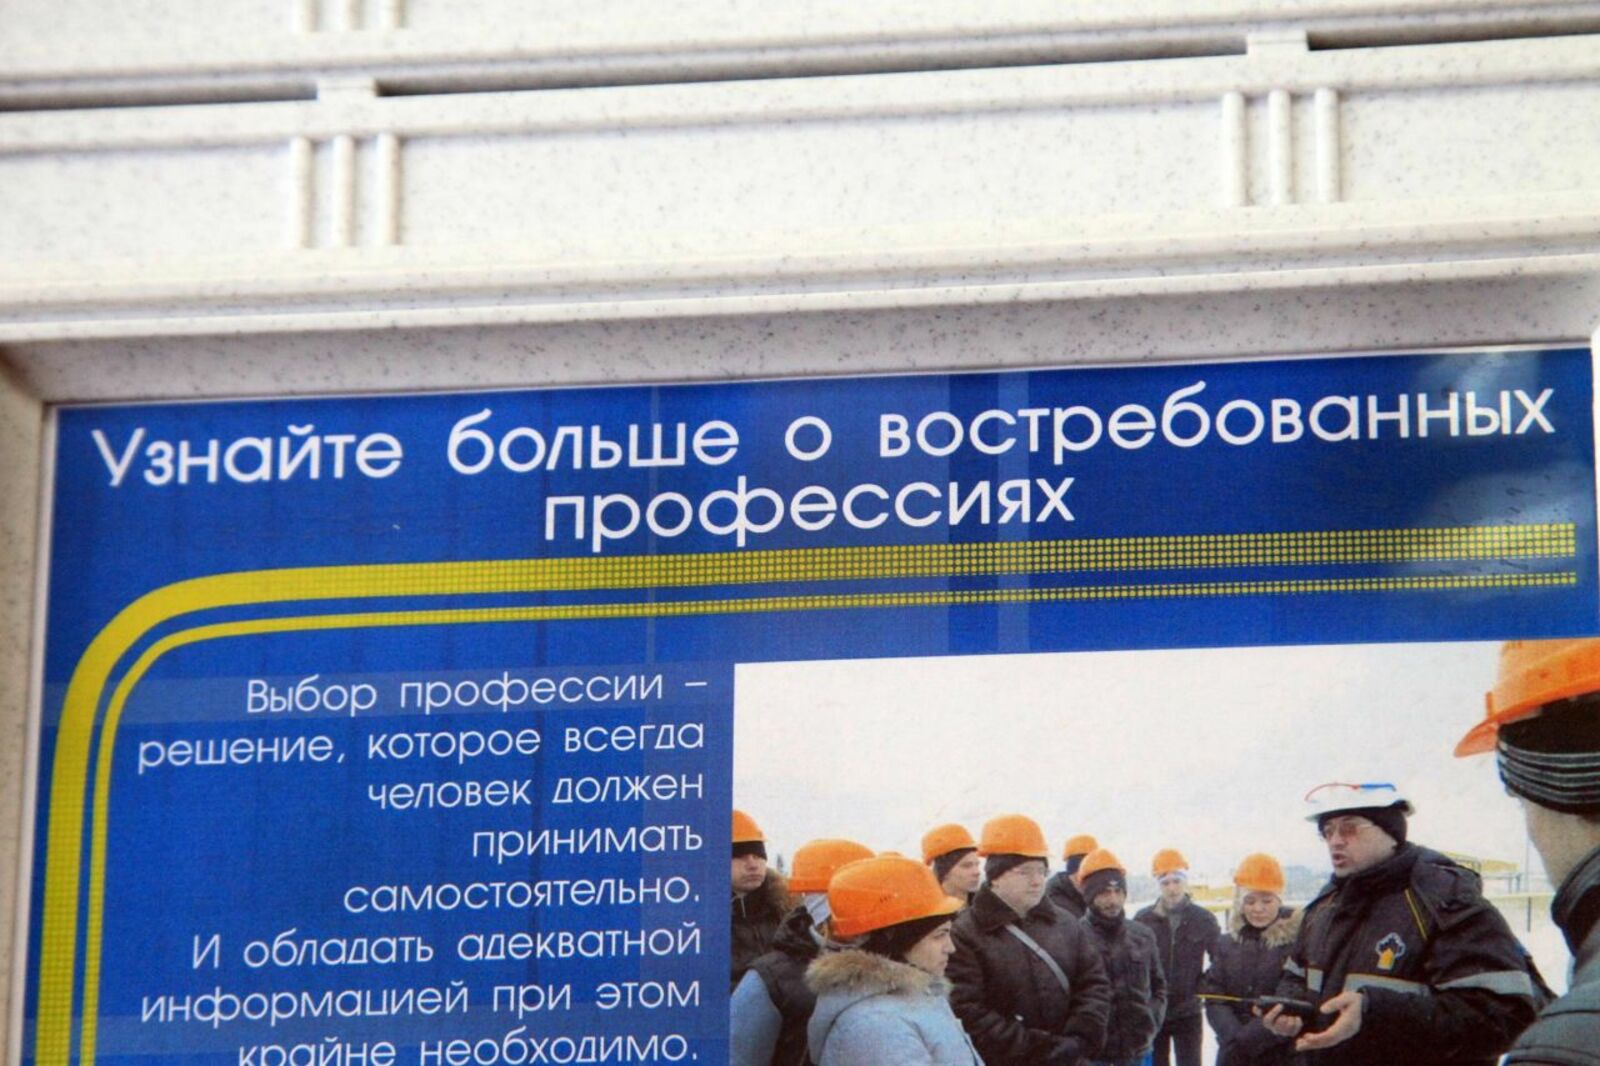 Узнайте больше о востребованных
профессиях
Выбор профессии –
решение, которое всегда
человек должен
принимать
самостоятельно.
И обладать адекватной
информацией при этом
крайне необходимо.